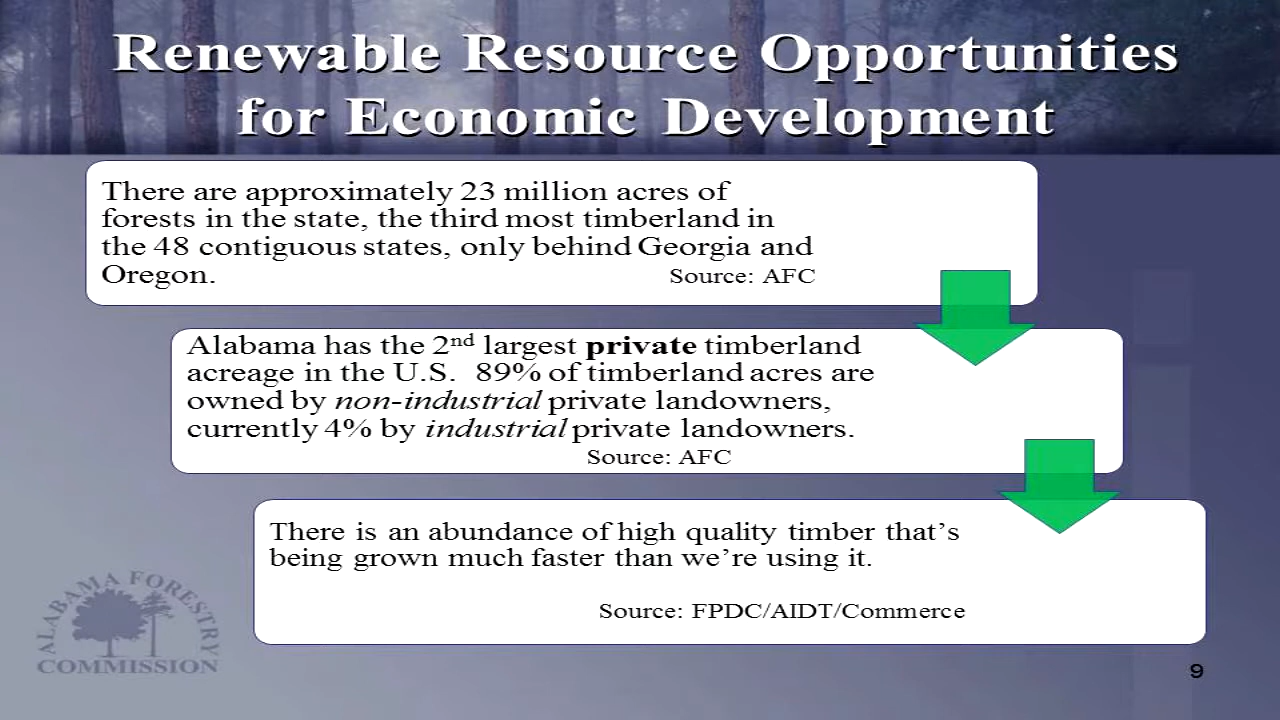 Renewable Resource Opportunities
for Economic Development
There are approximately 23 million acres of
forests in the state, the third most timberland in
the 48 contiguous states, only behind Georgia and
Oregon. Source: AFC
Alabama has the 2nd largest private timberland
acreage in the U.S. 89% of timberland acres are
owned by non-industrial private landowners,
currently 4% by industrial private landowners.
Source: AFC
There is an abundance of high quality timber that’s
being grown much faster than we’re using it.
Source: FPDC/AIDT/Commerce
ALABAMA FORESTRY
COMMISSION
9